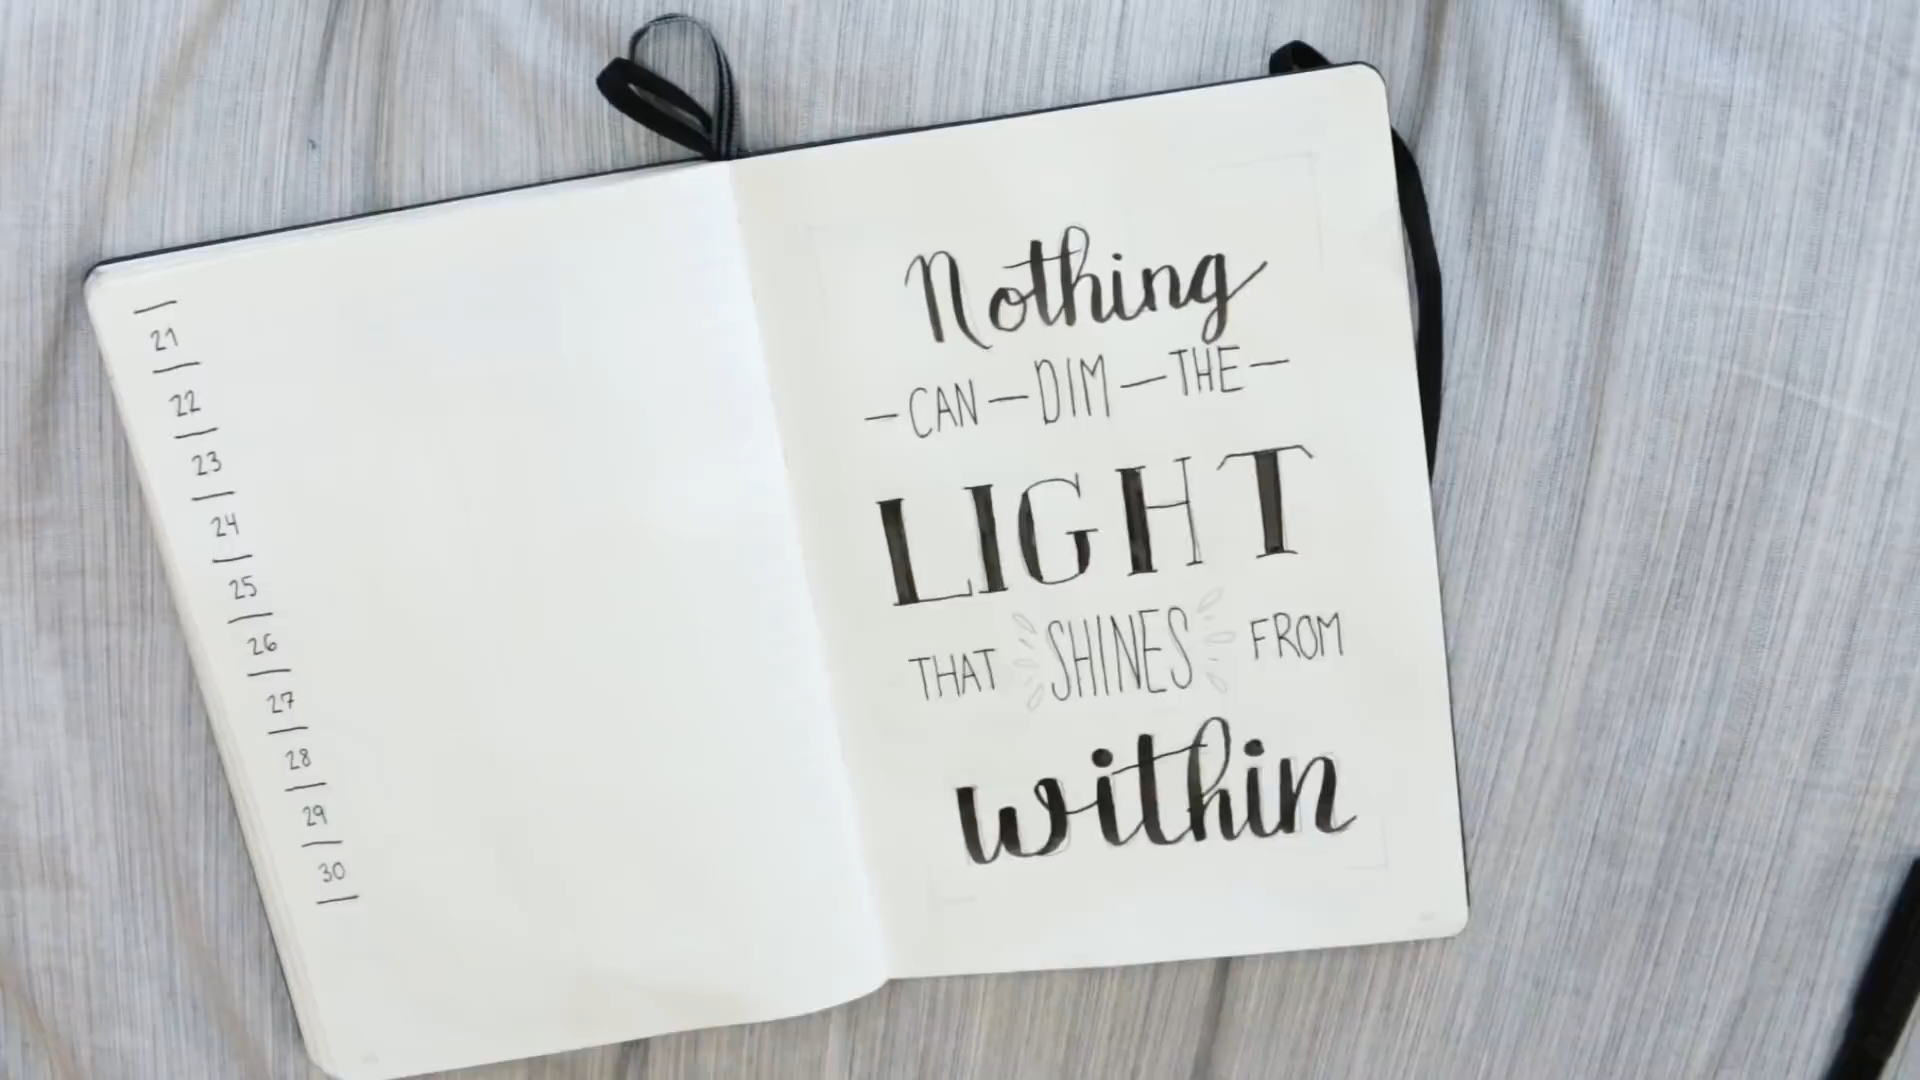 21
22
23
24
25
26
27
28
29
30
Nothing
- CAN - DIM - THE -
LIGHT
THAT SHINES FROM
within